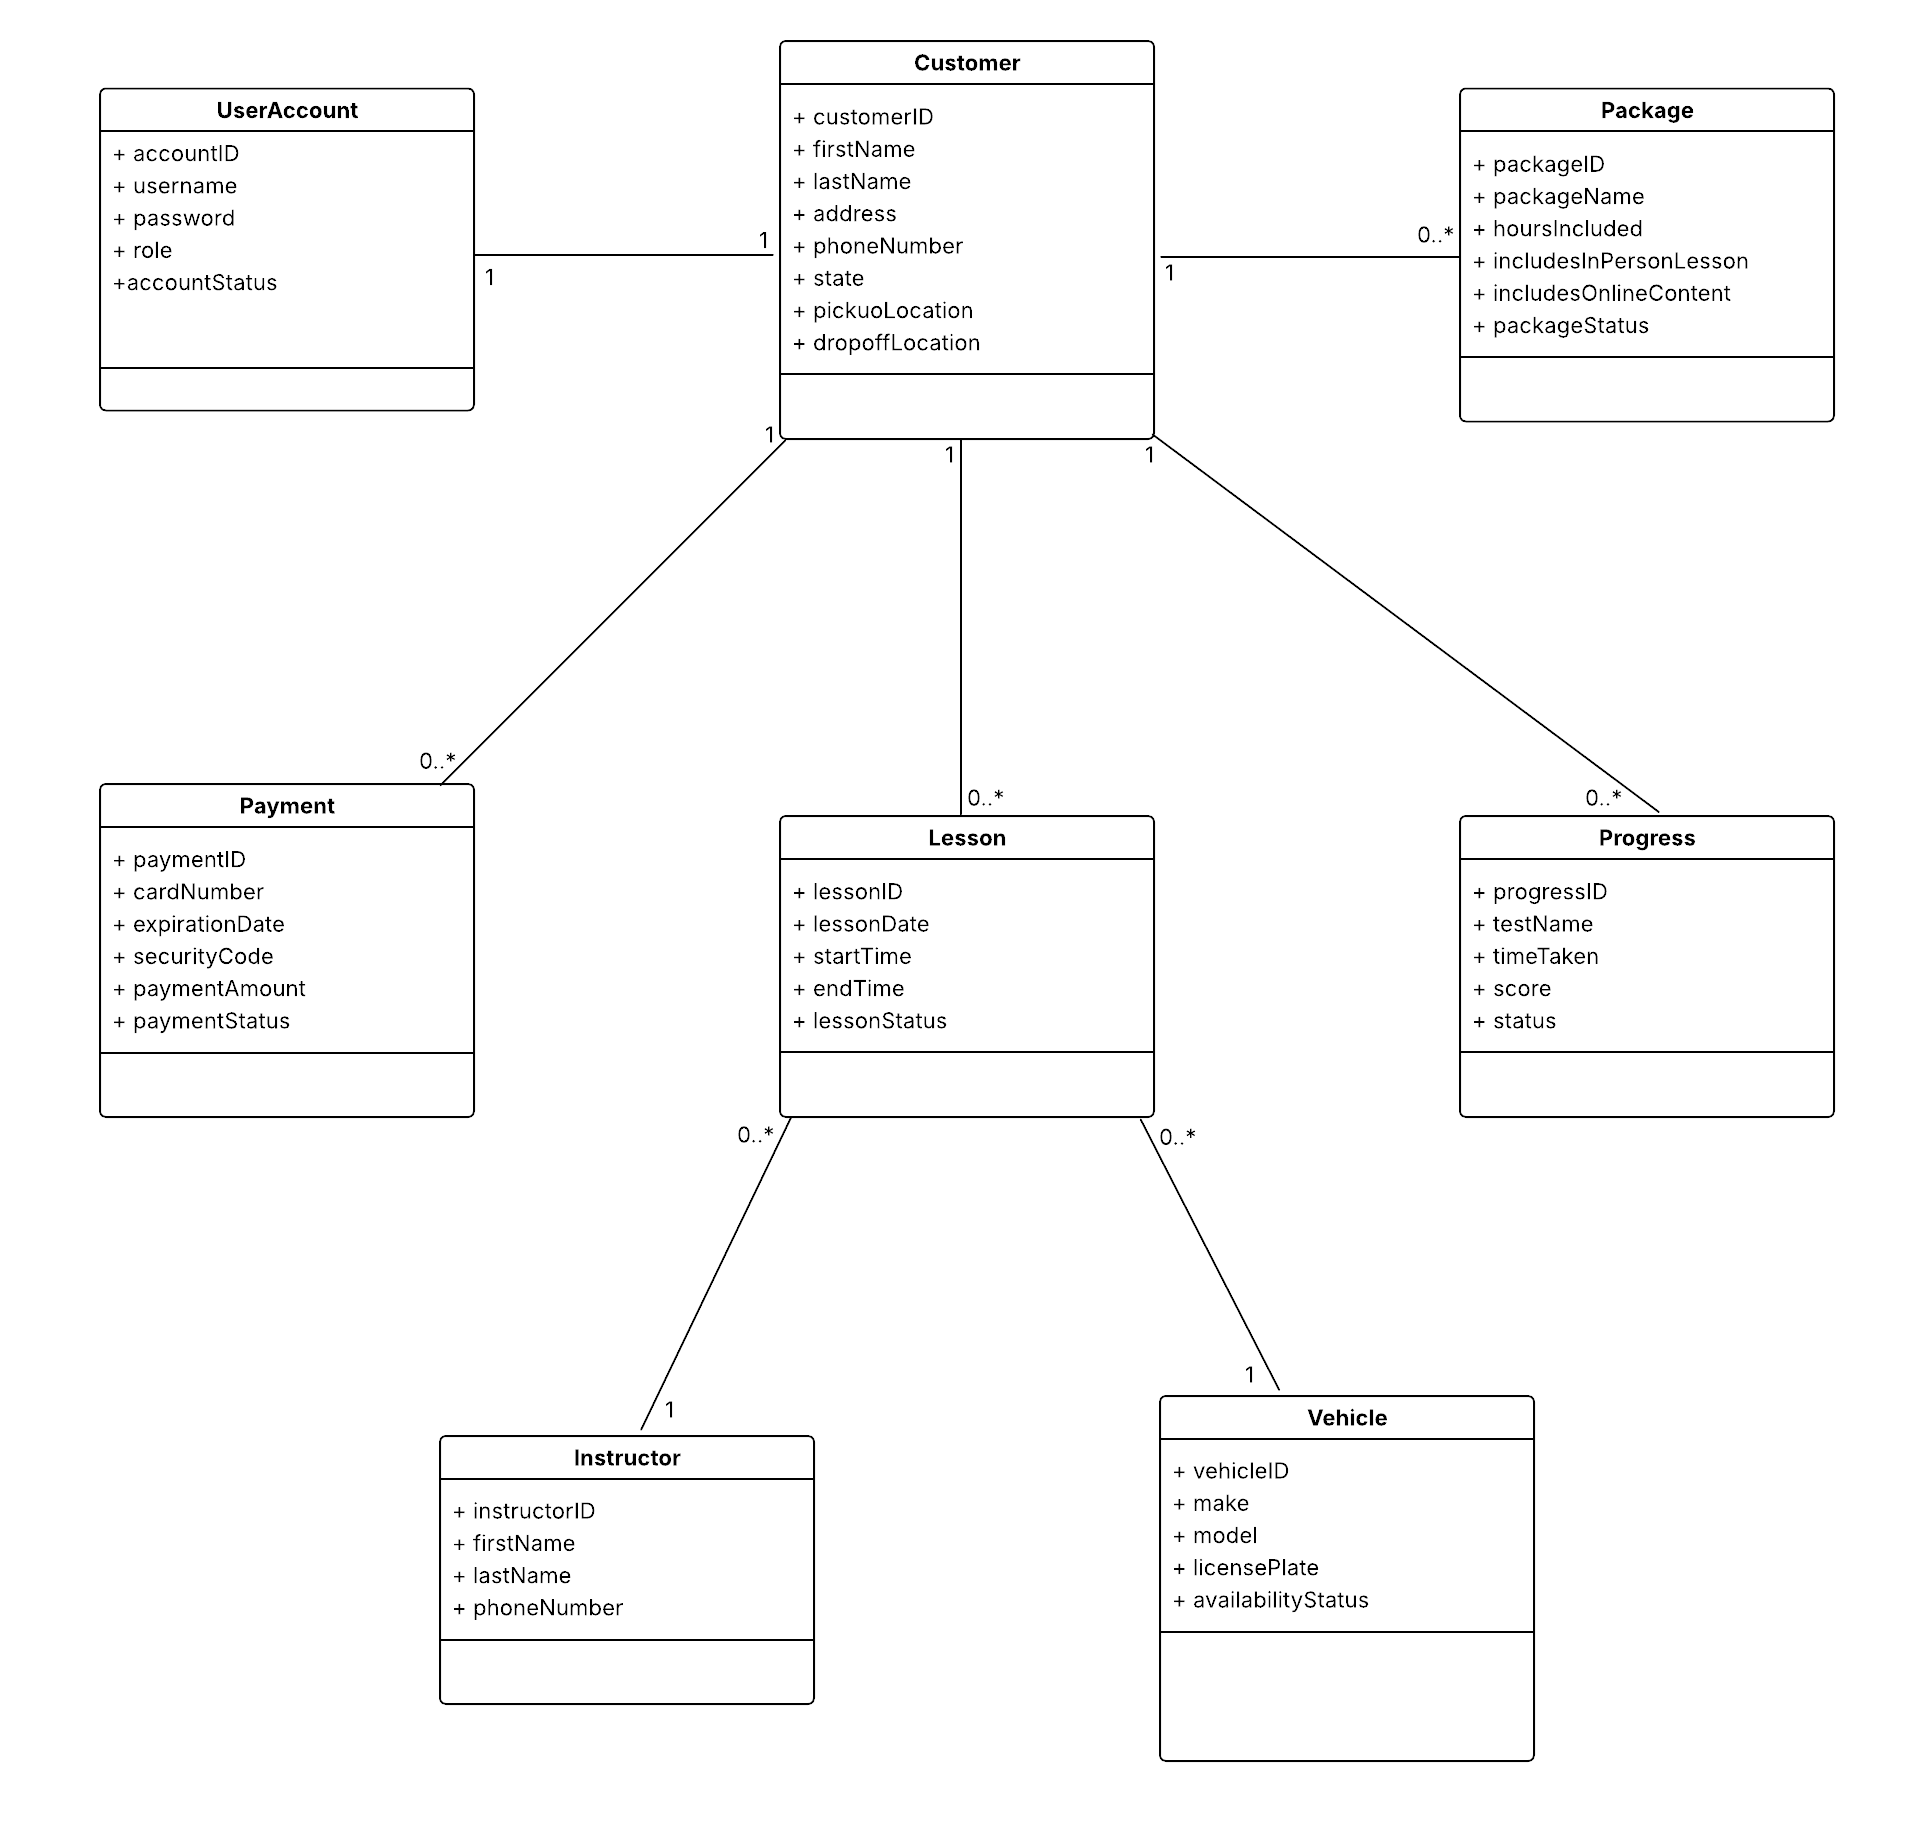 UserAccount
+ accountID
+ username
+ password
+ role
+accountStatus
1
1
Customer
+ customerID
+ firstName
+ lastName
+ address
+ phoneNumber
+ state
+ pickuoLocation
+ dropoffLocation
1
0..*
Package
+ packageID
+ packageName
+ hoursIncluded
+ includesInPersonLesson
+ includesOnlineContent
+ packageStatus
1
1
1
0..*
0..*
0..*
Payment
+ paymentID
+ cardNumber
+ expirationDate
+ securityCode
+ paymentAmount
+ paymentStatus
Lesson
+ lessonID
+ lessonDate
+ startTime
+ endTime
+ lessonStatus
Progress
+ progressID
+ testName
+ timeTaken
+ score
+ status
0..*
0..*
1
1
Instructor
+ instructorID
+ firstName
+ lastName
+ phoneNumber
Vehicle
+ vehicleID
+ make
+ model
+ licensePlate
+ availabilityStatus